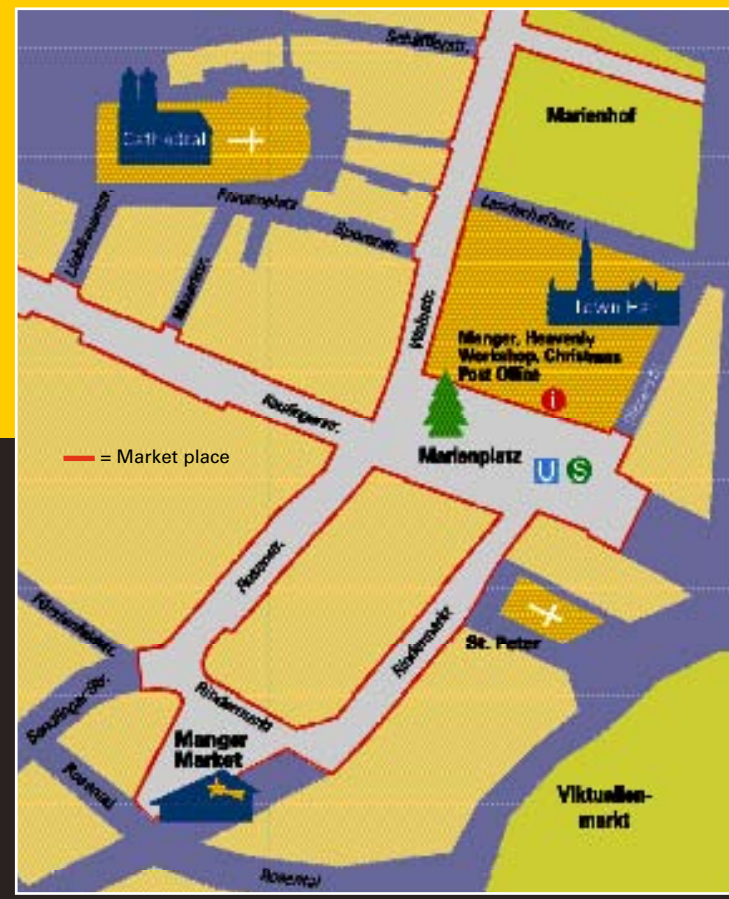 Schäfflerstr.
Marienhof
Cathedral
Landschaftstr.
Frauenplatz
Sporerstr.
Liebfrauenstr.
Mazaristr.
Weinstr.
Town Hall
Manger, Heavenly
Workshop, Christmas
Post Office
i
Kaufingerstr.
Marienplatz
= Market place
U
S
Rosenstr.
Rindermarkt
St. Peter
Fürstenfelderstr.
Sendlinger Str.
Rindermarkt
Manger
Market
Rosental
Viktualien-
markt
Rosental